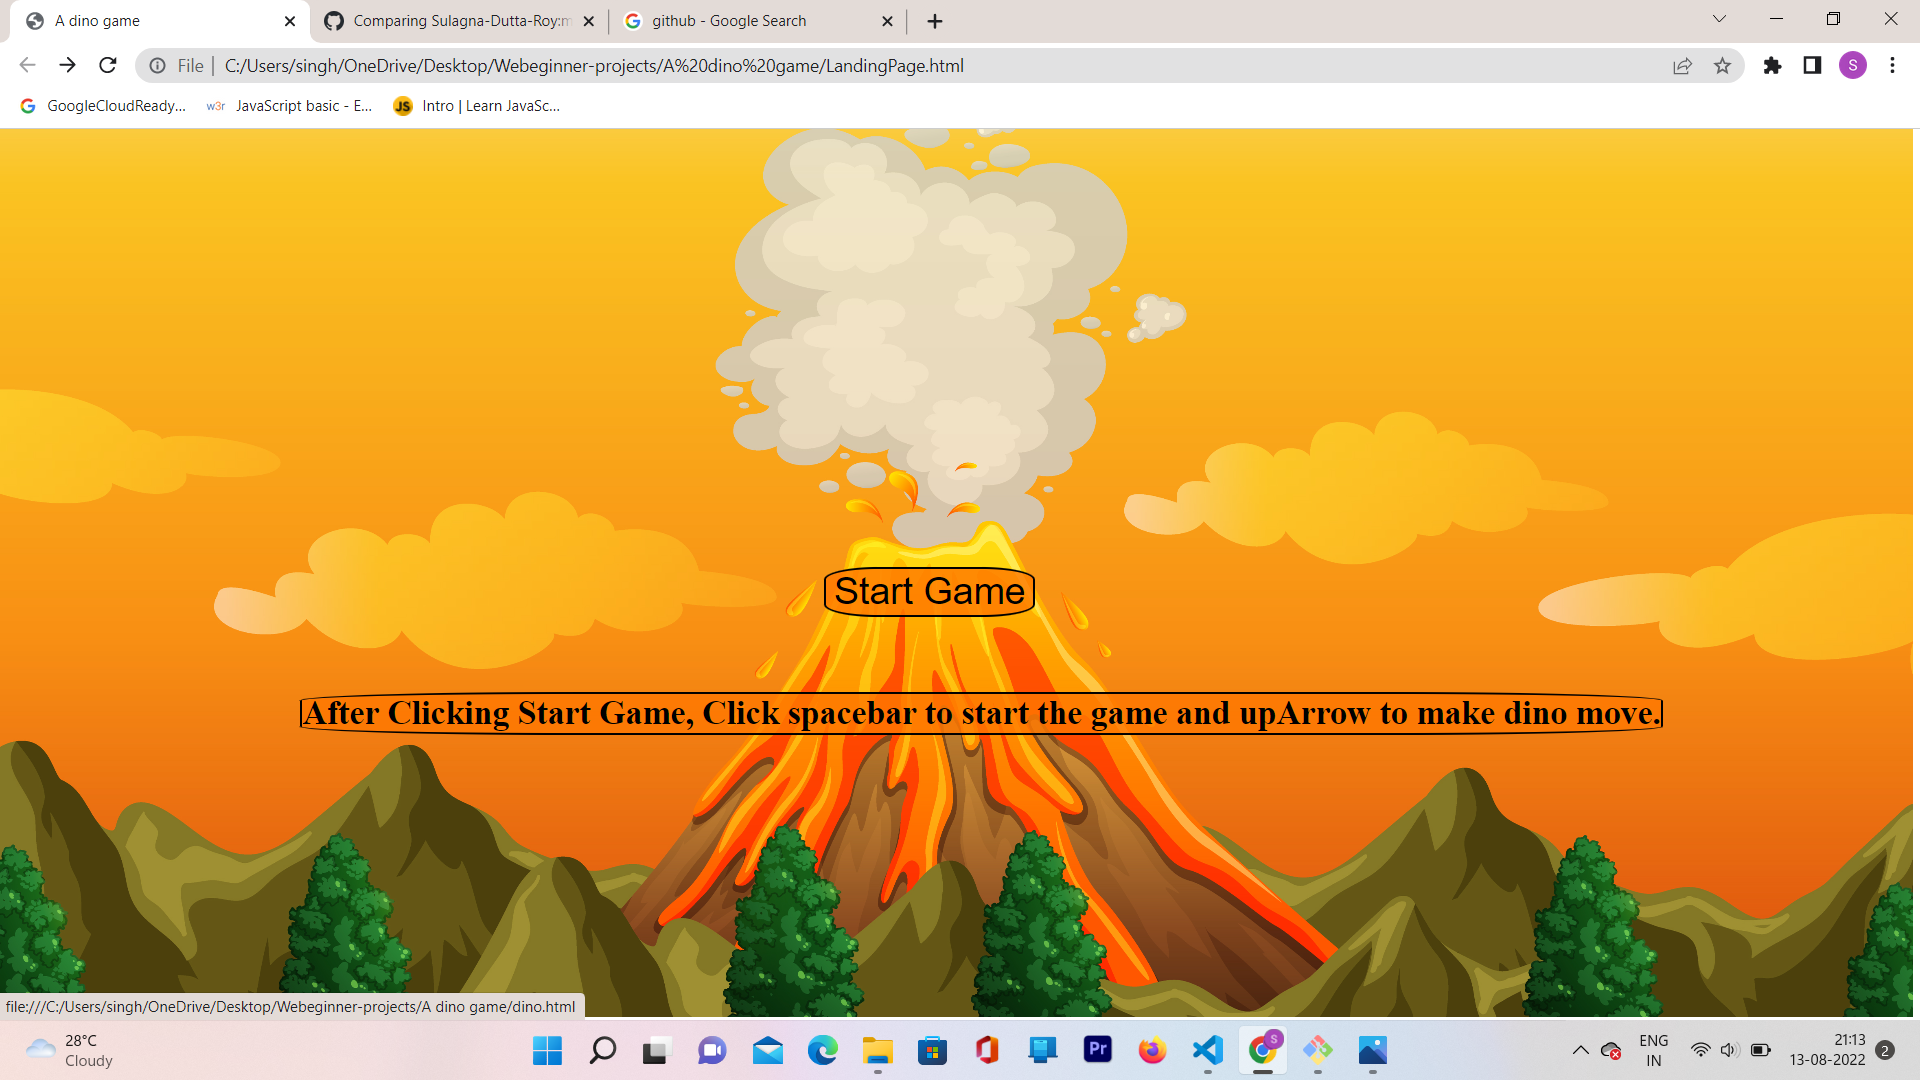 A dino game
Comparing Sulagna-Dutta-Roy:m
github - Google Search
File
C:/Users/singh/OneDrive/Desktop/Webeginner-projects/A%20dino%20game/LandingPage.html
S
GoogleCloudReady...
w3r
JavaScript basic - E...
JS
Intro | Learn JavaSc...
Start Game
After Clicking Start Game, Click spacebar to start the game and upArrow to make dino move.
file:///C:/Users/singh/OneDrive/Desktop/Webeginner-projects/A dino game/dino.html
28°C
Cloudy
Pr
S
ENG
IN
21:13
13-08-2022
2